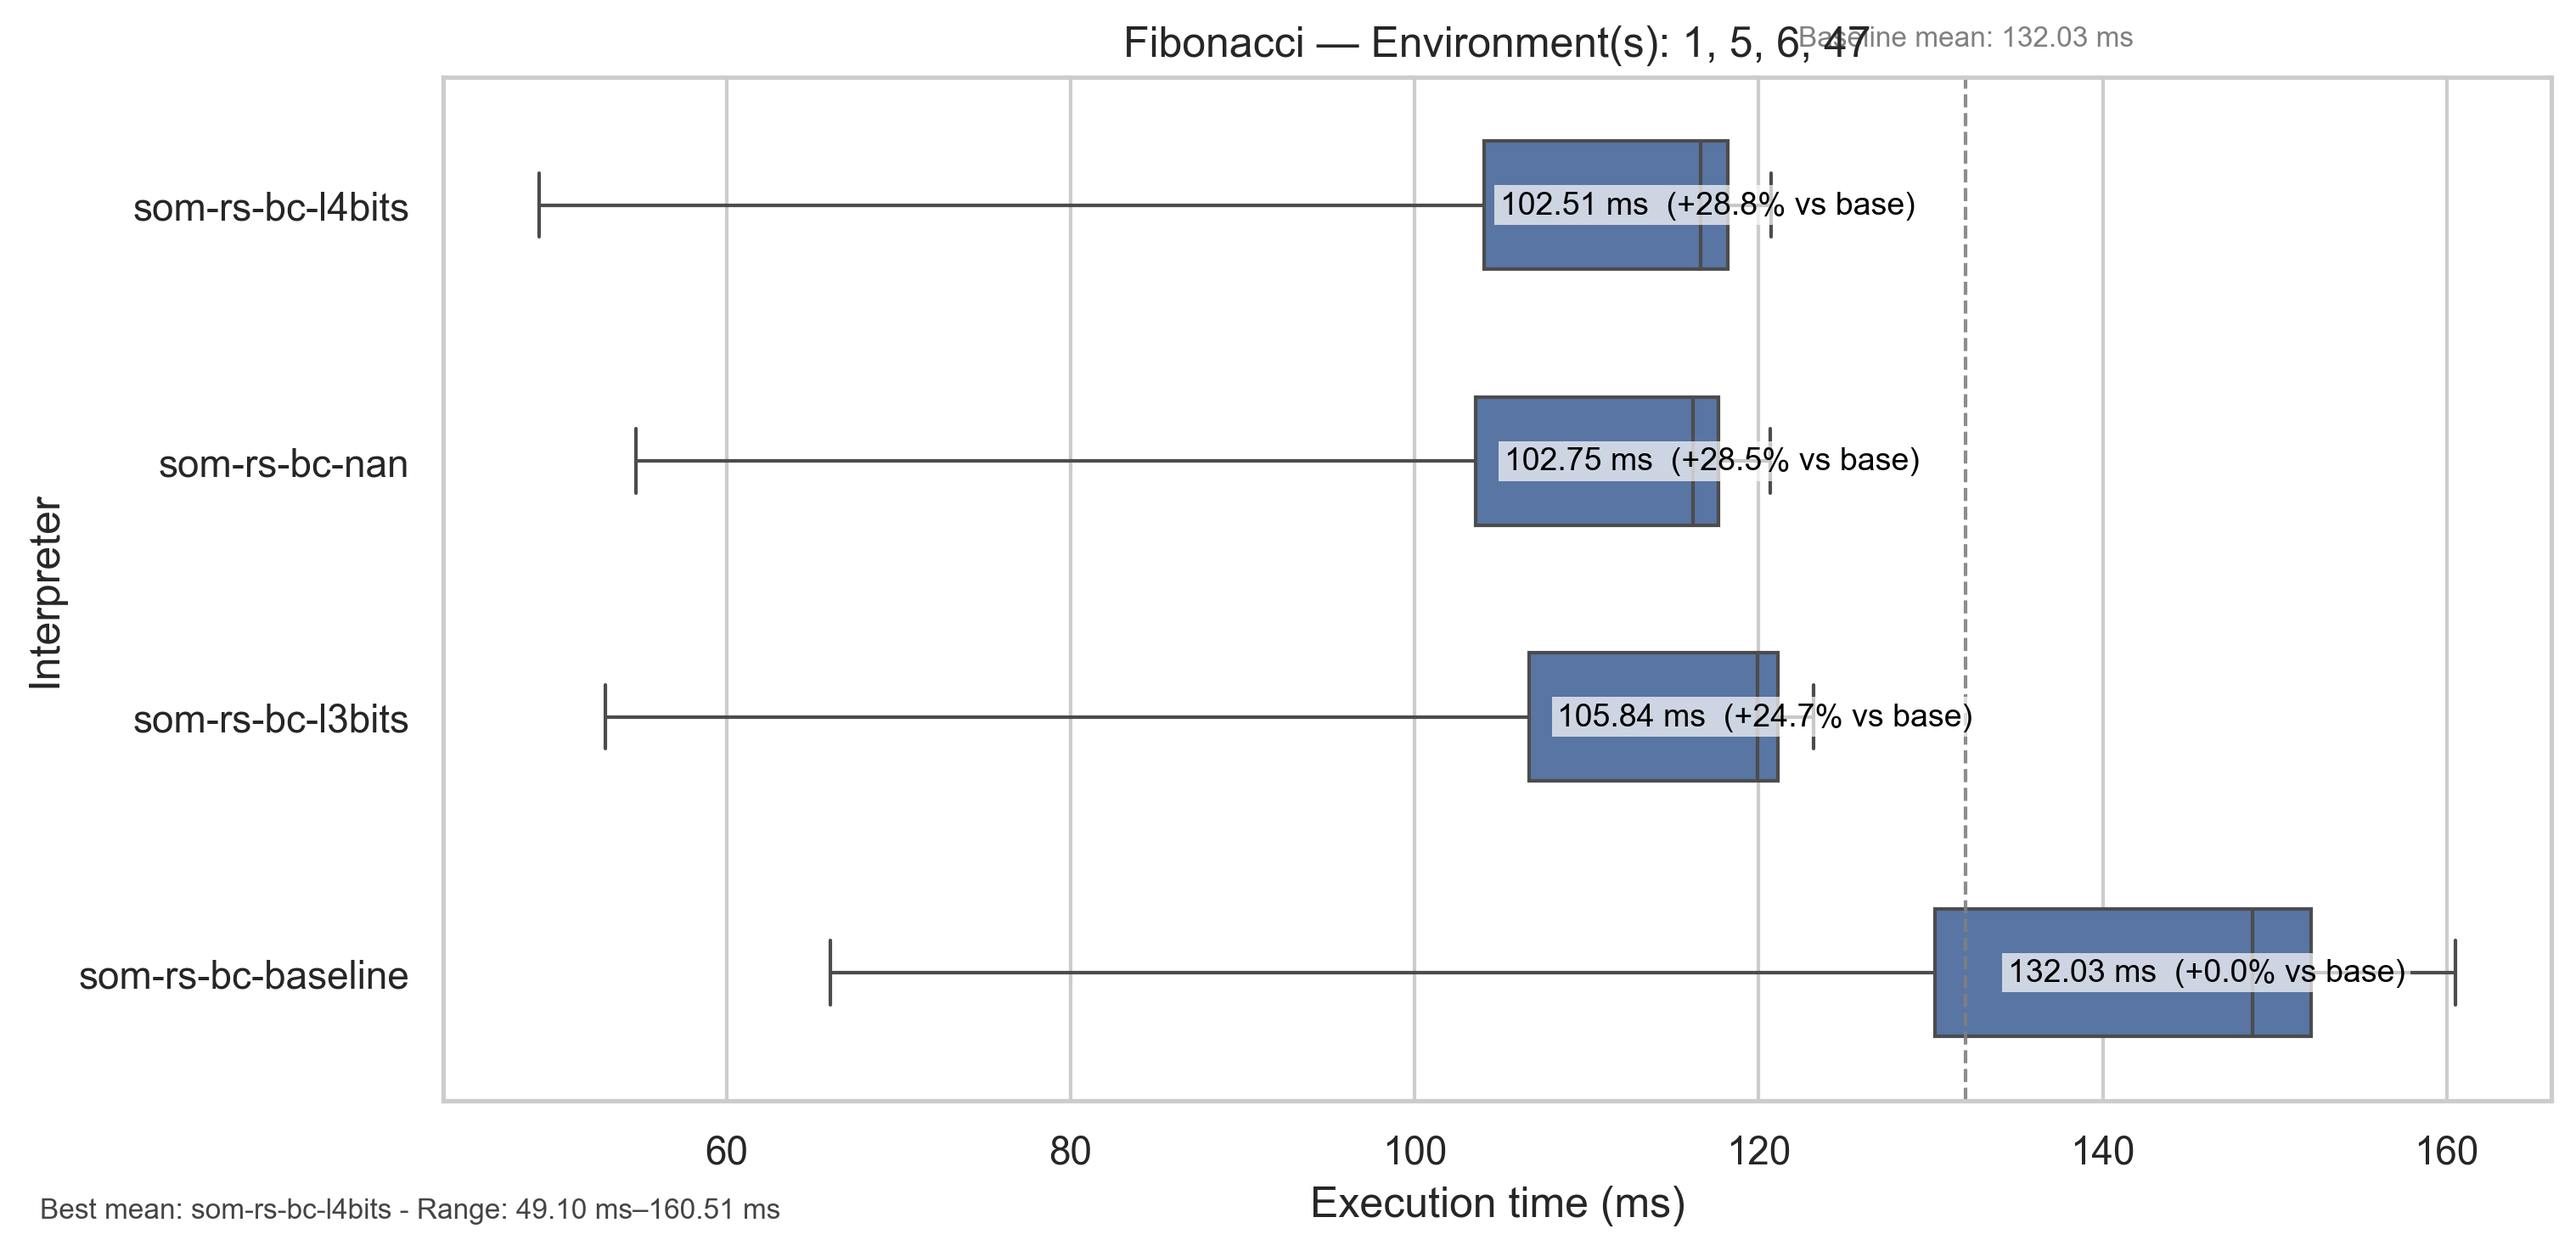 Fibonacci — Environment(s): 1, 5, 6, 47
Baseline mean: 132.03 ms
Interpreter
som-rs-bc-l4bits
102.51 ms (+28.8% vs base)
som-rs-bc-nan
102.75 ms (+28.5% vs base)
som-rs-bc-l3bits
105.84 ms (+24.7% vs base)
som-rs-bc-baseline
132.03 ms (+0.0% vs base)
60 80 100 120 140 160
Execution time (ms)
Best mean: som-rs-bc-l4bits - Range: 49.10 ms–160.51 ms